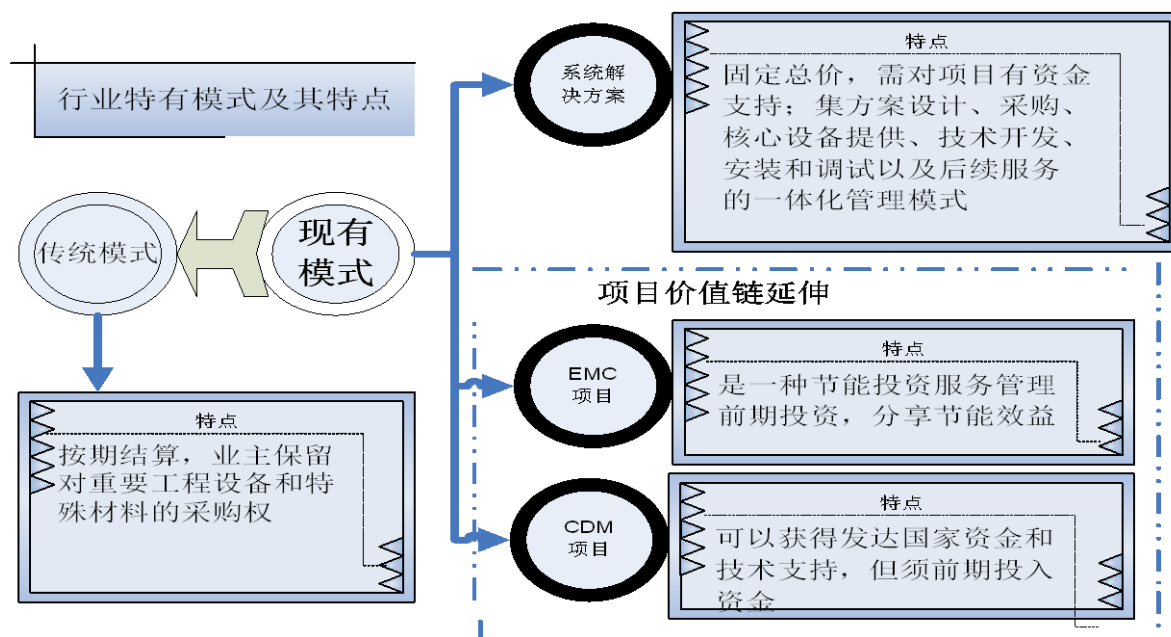 行业特有模式及其特点
传统模式
现有
模式
特点
按期结算，业主保留
对重要工程设备和特
殊材料的采购权
系统解
决方案
特点
固定总价，需对项目有资金
支持；集方案设计、采购、
核心设备提供、技术开发、
安装和调试以及后续服务
的一体化管理模式
项目价值链延伸
EMC
项目
特点
是一种节能投资服务管理
前期投资，分享节能效益
CDM
项目
特点
可以获得发达国家资金和
技术支持，但须前期投入
资金